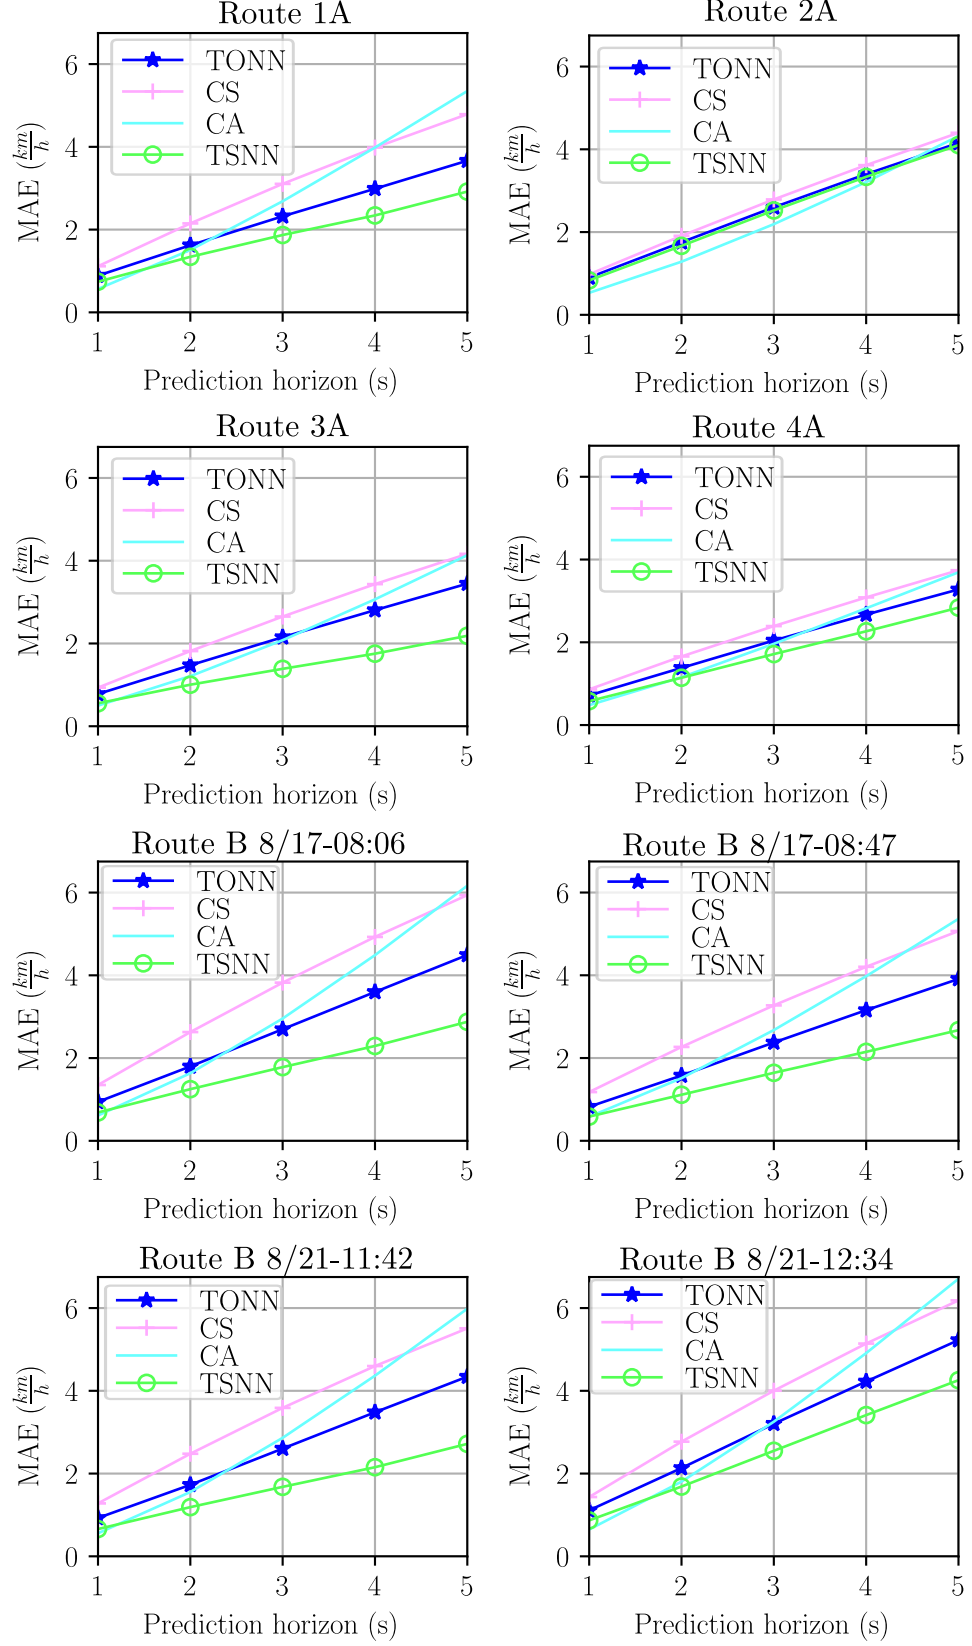 Route 1A
TONN
CS
CA
TSNN
MAE (km/h)
0
2
4
6
1 2 3 4 5
Prediction horizon (s)
Route 2A
TONN
CS
CA
TSNN
MAE (km/h)
0
2
4
6
1 2 3 4 5
Prediction horizon (s)
Route 3A
TONN
CS
CA
TSNN
MAE (km/h)
0
2
4
6
1 2 3 4 5
Prediction horizon (s)
Route 4A
TONN
CS
CA
TSNN
MAE (km/h)
0
2
4
6
1 2 3 4 5
Prediction horizon (s)
Route B 8/17-08:06
TONN
CS
CA
TSNN
MAE (km/h)
0
2
4
6
1 2 3 4 5
Prediction horizon (s)
Route B 8/17-08:47
TONN
CS
CA
TSNN
MAE (km/h)
0
2
4
6
1 2 3 4 5
Prediction horizon (s)
Route B 8/21-11:42
TONN
CS
CA
TSNN
MAE (km/h)
0
2
4
6
1 2 3 4 5
Prediction horizon (s)
Route B 8/21-12:34
TONN
CS
CA
TSNN
MAE (km/h)
0
2
4
6
1 2 3 4 5
Prediction horizon (s)